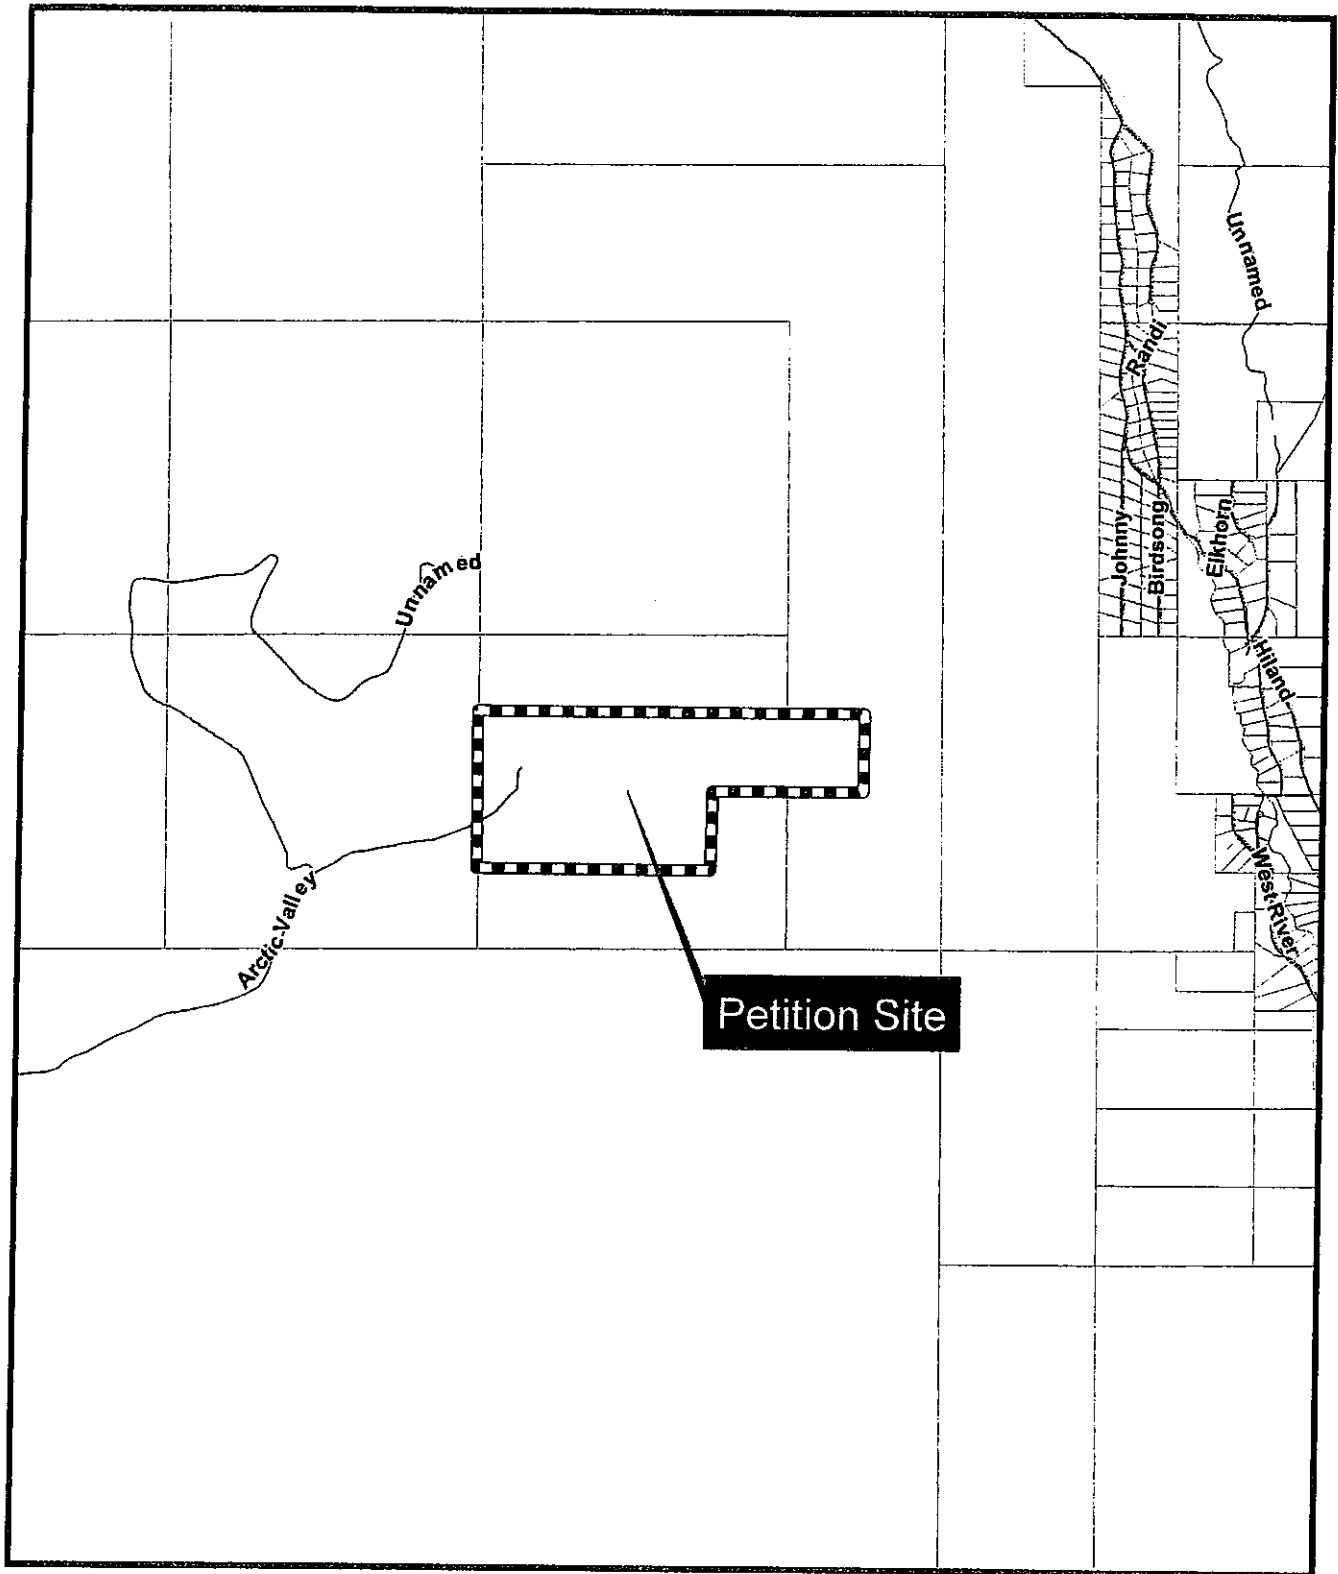 Unnamed
Randi
Johnny
Birdsong
Elkhorn
Unnamed
Hiland
West River
Arctic Valley
Petition Site